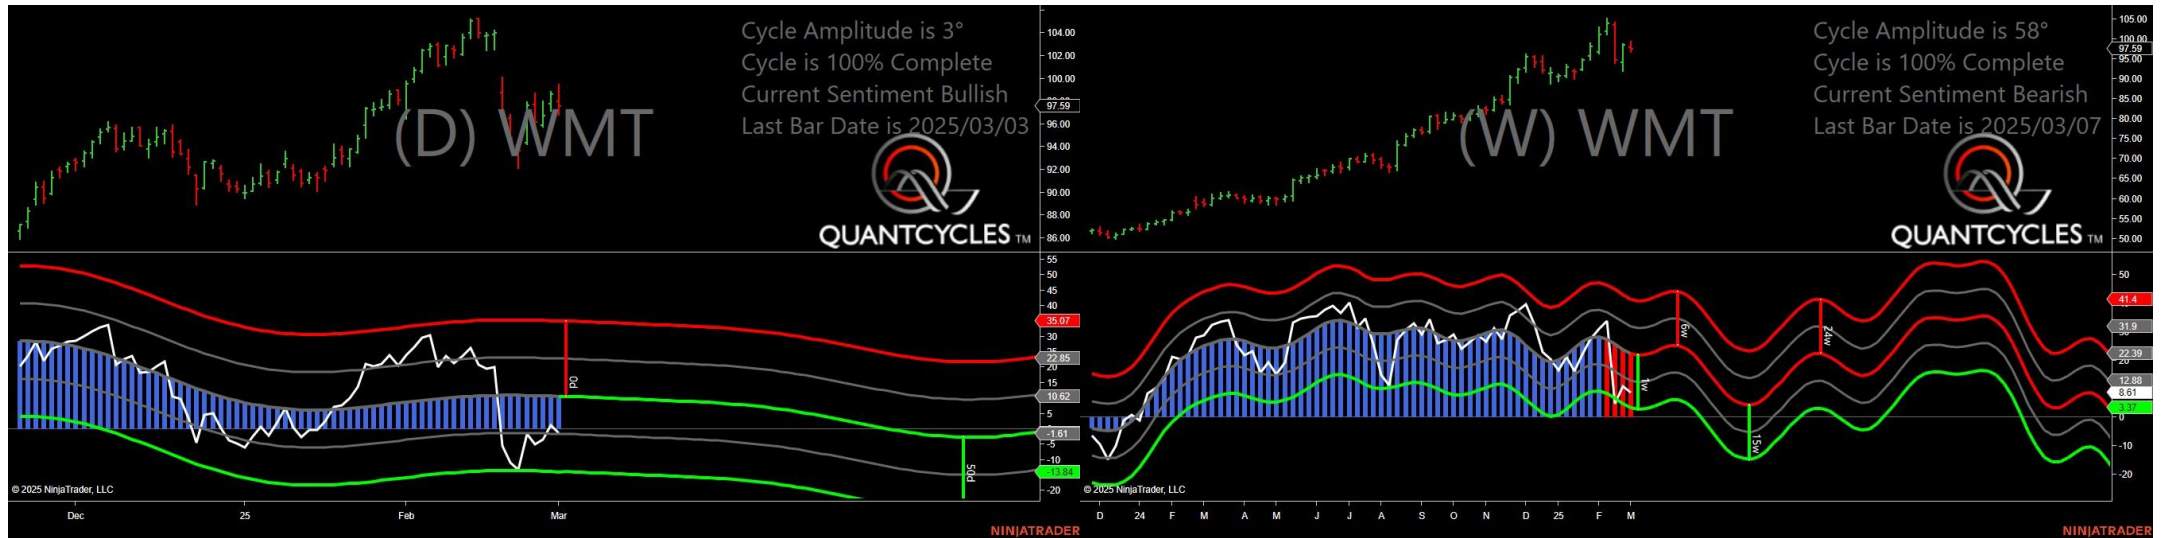 Cycle Amplitude is 3°
Cycle is 100% Complete
Current Sentiment Bullish
Last Bar Date is 2025/03/03
(D) WMT
QUANTCYCLES TM
104.00
100.00
97.59
96.00
94.00
92.00
90.00
88.00
86.00
55
50
45
40
35.07
30
25
22.85
20
15
10.62
5
-1.61
-5
-10
-13.84
-20
0d
50d
© 2025 NinjaTrader, LLC
Dec
25
Feb
Mar
NINJATRADER
Cycle Amplitude is 58°
Cycle is 100% Complete
Current Sentiment Bearish
Last Bar Date is 2025/03/07
(W) WMT
QUANTCYCLES TM
105.00
100.00
97.59
95.00
90.00
85.00
80.00
75.00
70.00
65.00
60.00
55.00
50.00
50
41.4
31.9
22.39
20
12.88
8.61
3.37
0
-10
-20
1w
6w
15w
24w
© 2025 NinjaTrader, LLC
D
24
F
M
A
M
J
J
A
S
O
N
D
25
F
M
NINJATRADER